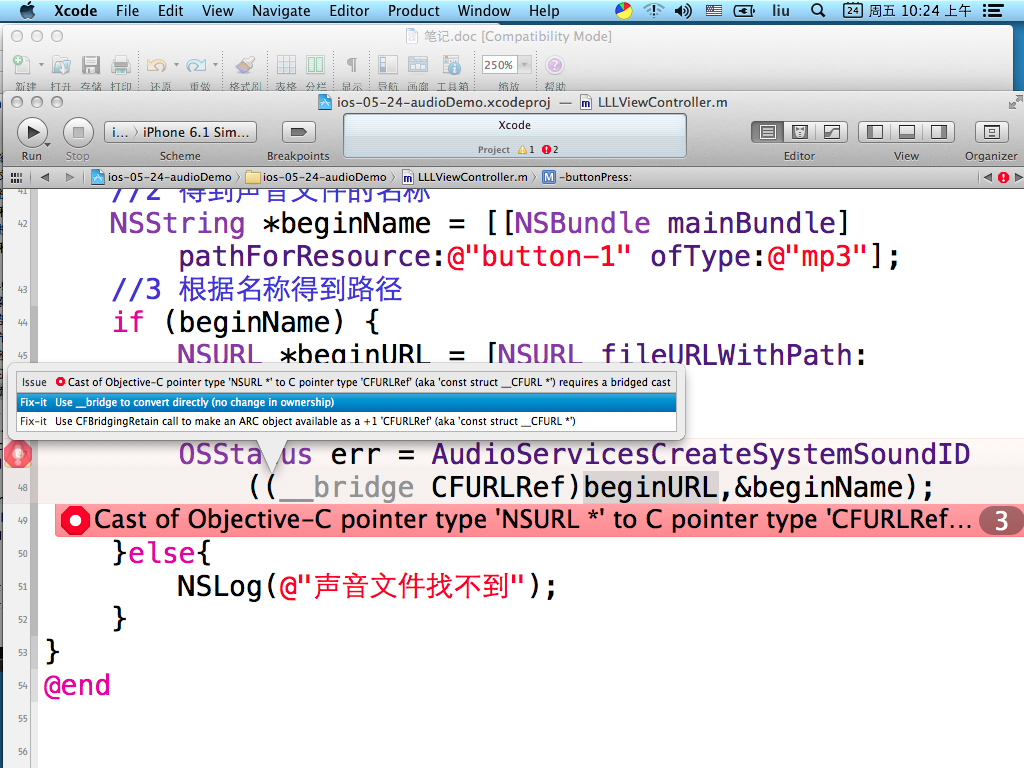 Xcode File Edit View Navigate Editor Product Window Help liu 24 周五 10:24 上午
笔记.doc [Compatibility Mode]
250%
新建 打开 存储 打印 还原 重做 格式刷 表格 分栏 显示 导航 画廊 工具箱 缩放 帮助
ios-05-24-audioDemo.xcodeproj — LLLViewController.m
i... iPhone 6.1 Sim...
Xcode
Project 1 2
Run Stop Scheme Breakpoints Editor View Organizer
ios-05-24-audioDemo ios-05-24-audioDemo LLLViewController.m M -buttonPress:
41 //2 得到声音文件的名称
42 NSString *beginName = [[NSBundle mainBundle]
pathForResource:@"button-1" ofType:@"mp3"];
43 //3 根据名称得到路径
44 if (beginName) {
45 NSURL *beginURL = [NSURL fileURLWithPath:
Issue Cast of Objective-C pointer type 'NSURL *' to C pointer type 'CFURLRef' (aka 'const struct __CFURL *') requires a bridged cast
Fix-it Use __bridge to convert directly (no change in ownership)
Fix-it Use CFBridgingRetain call to make an ARC object available as a +1 'CFURLRef' (aka 'const struct __CFURL *')
OSStatus err = AudioServicesCreateSystemSoundID
48 ((__bridge CFURLRef)beginURL,&beginName);
49 Cast of Objective-C pointer type 'NSURL *' to C pointer type 'CFURLRef... 3
50 }else{
51 NSLog(@"声音文件找不到");
52 }
53 }
54 @end
55
56